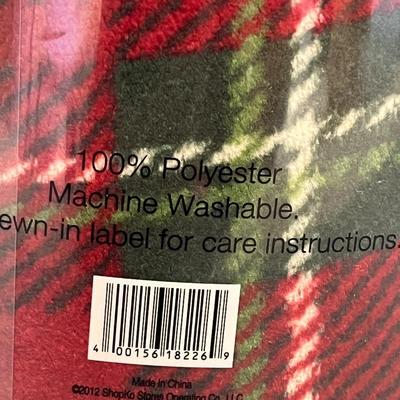 100% Polyester
Machine Washable.
ewn-in label for care instructions.
4 00156 18226 9
Made in China
©2012 ShopKo Stores Operating Co., LLC